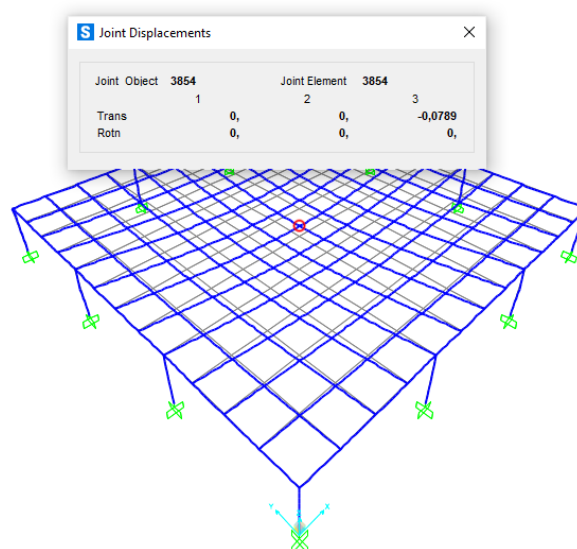 S Joint Displacements
Joint Object 3854 Joint Element 3854
1 2 3
Trans 0, 0, -0,0789
Rotn 0, 0, 0,
Y X